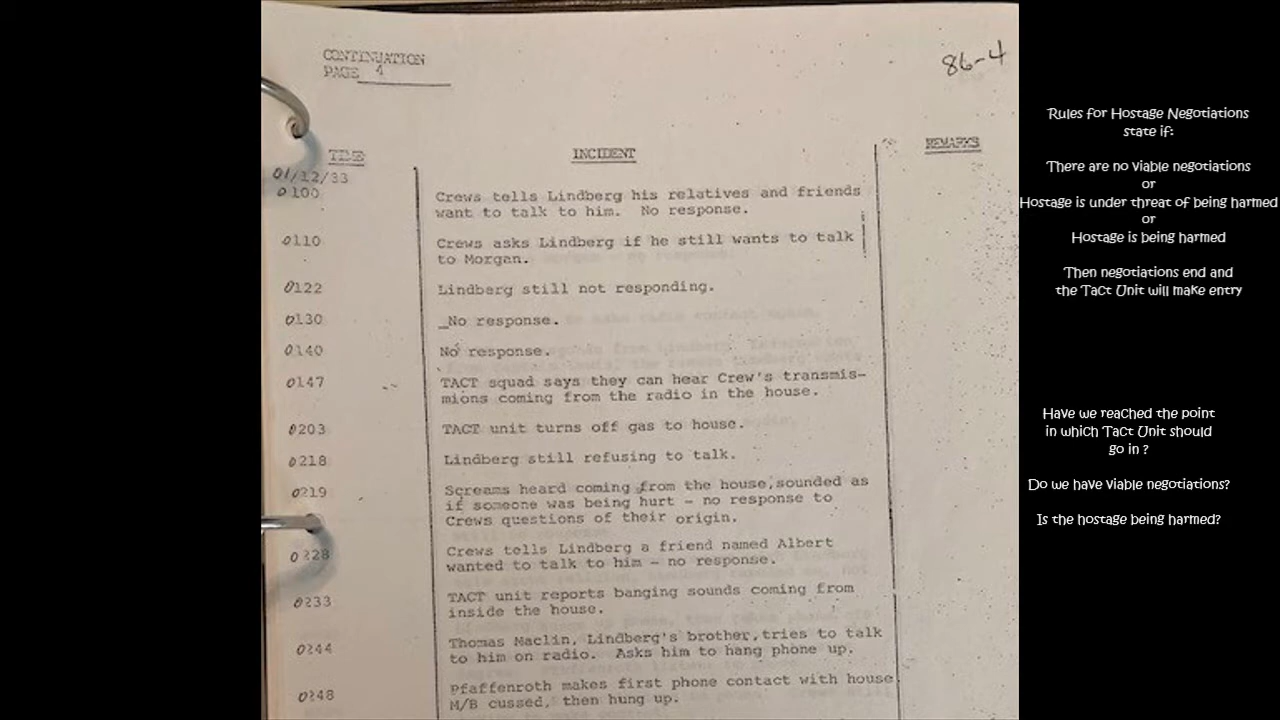 CONTINUATION
PAGE 4
86-4
TIME
INCIDENT
REMARKS
01/12/83
0100
Crews tells Lindberg his relatives and friends
want to talk to him. No response.
0110
Crews asks Lindberg if he still wants to talk
to Morgan.
0122
Lindberg still not responding.
0130
No response.
0140
No response.
0147
TACT squad says they can hear Crew's transmis-
mions coming from the radio in the house.
0203
TACT unit turns off gas to house.
0218
Lindberg still refusing to talk.
0219
Screams heard coming from the house, sounded as
if someone was being hurt - no response to
Crews questions of their origin.
0228
Crews tells Lindberg a friend named Albert
wanted to talk to him - no response.
0233
TACT unit reports banging sounds coming from
inside the house.
0244
Thomas Maclin, Lindberg's brother, tries to talk
to him on radio. Asks him to hang phone up.
0248
Pfaffenroth makes first phone contact with house
M/B cussed, then hung up.
Rules for Hostage Negotiations
state if:
There are no viable negotiations
or
Hostage is under threat of being harmed
or
Hostage is being harmed
Then negotiations end and
the Tact Unit will make entry
Have we reached the point
in which Tact Unit should
go in ?
Do we have viable negotiations?
Is the hostage being harmed?